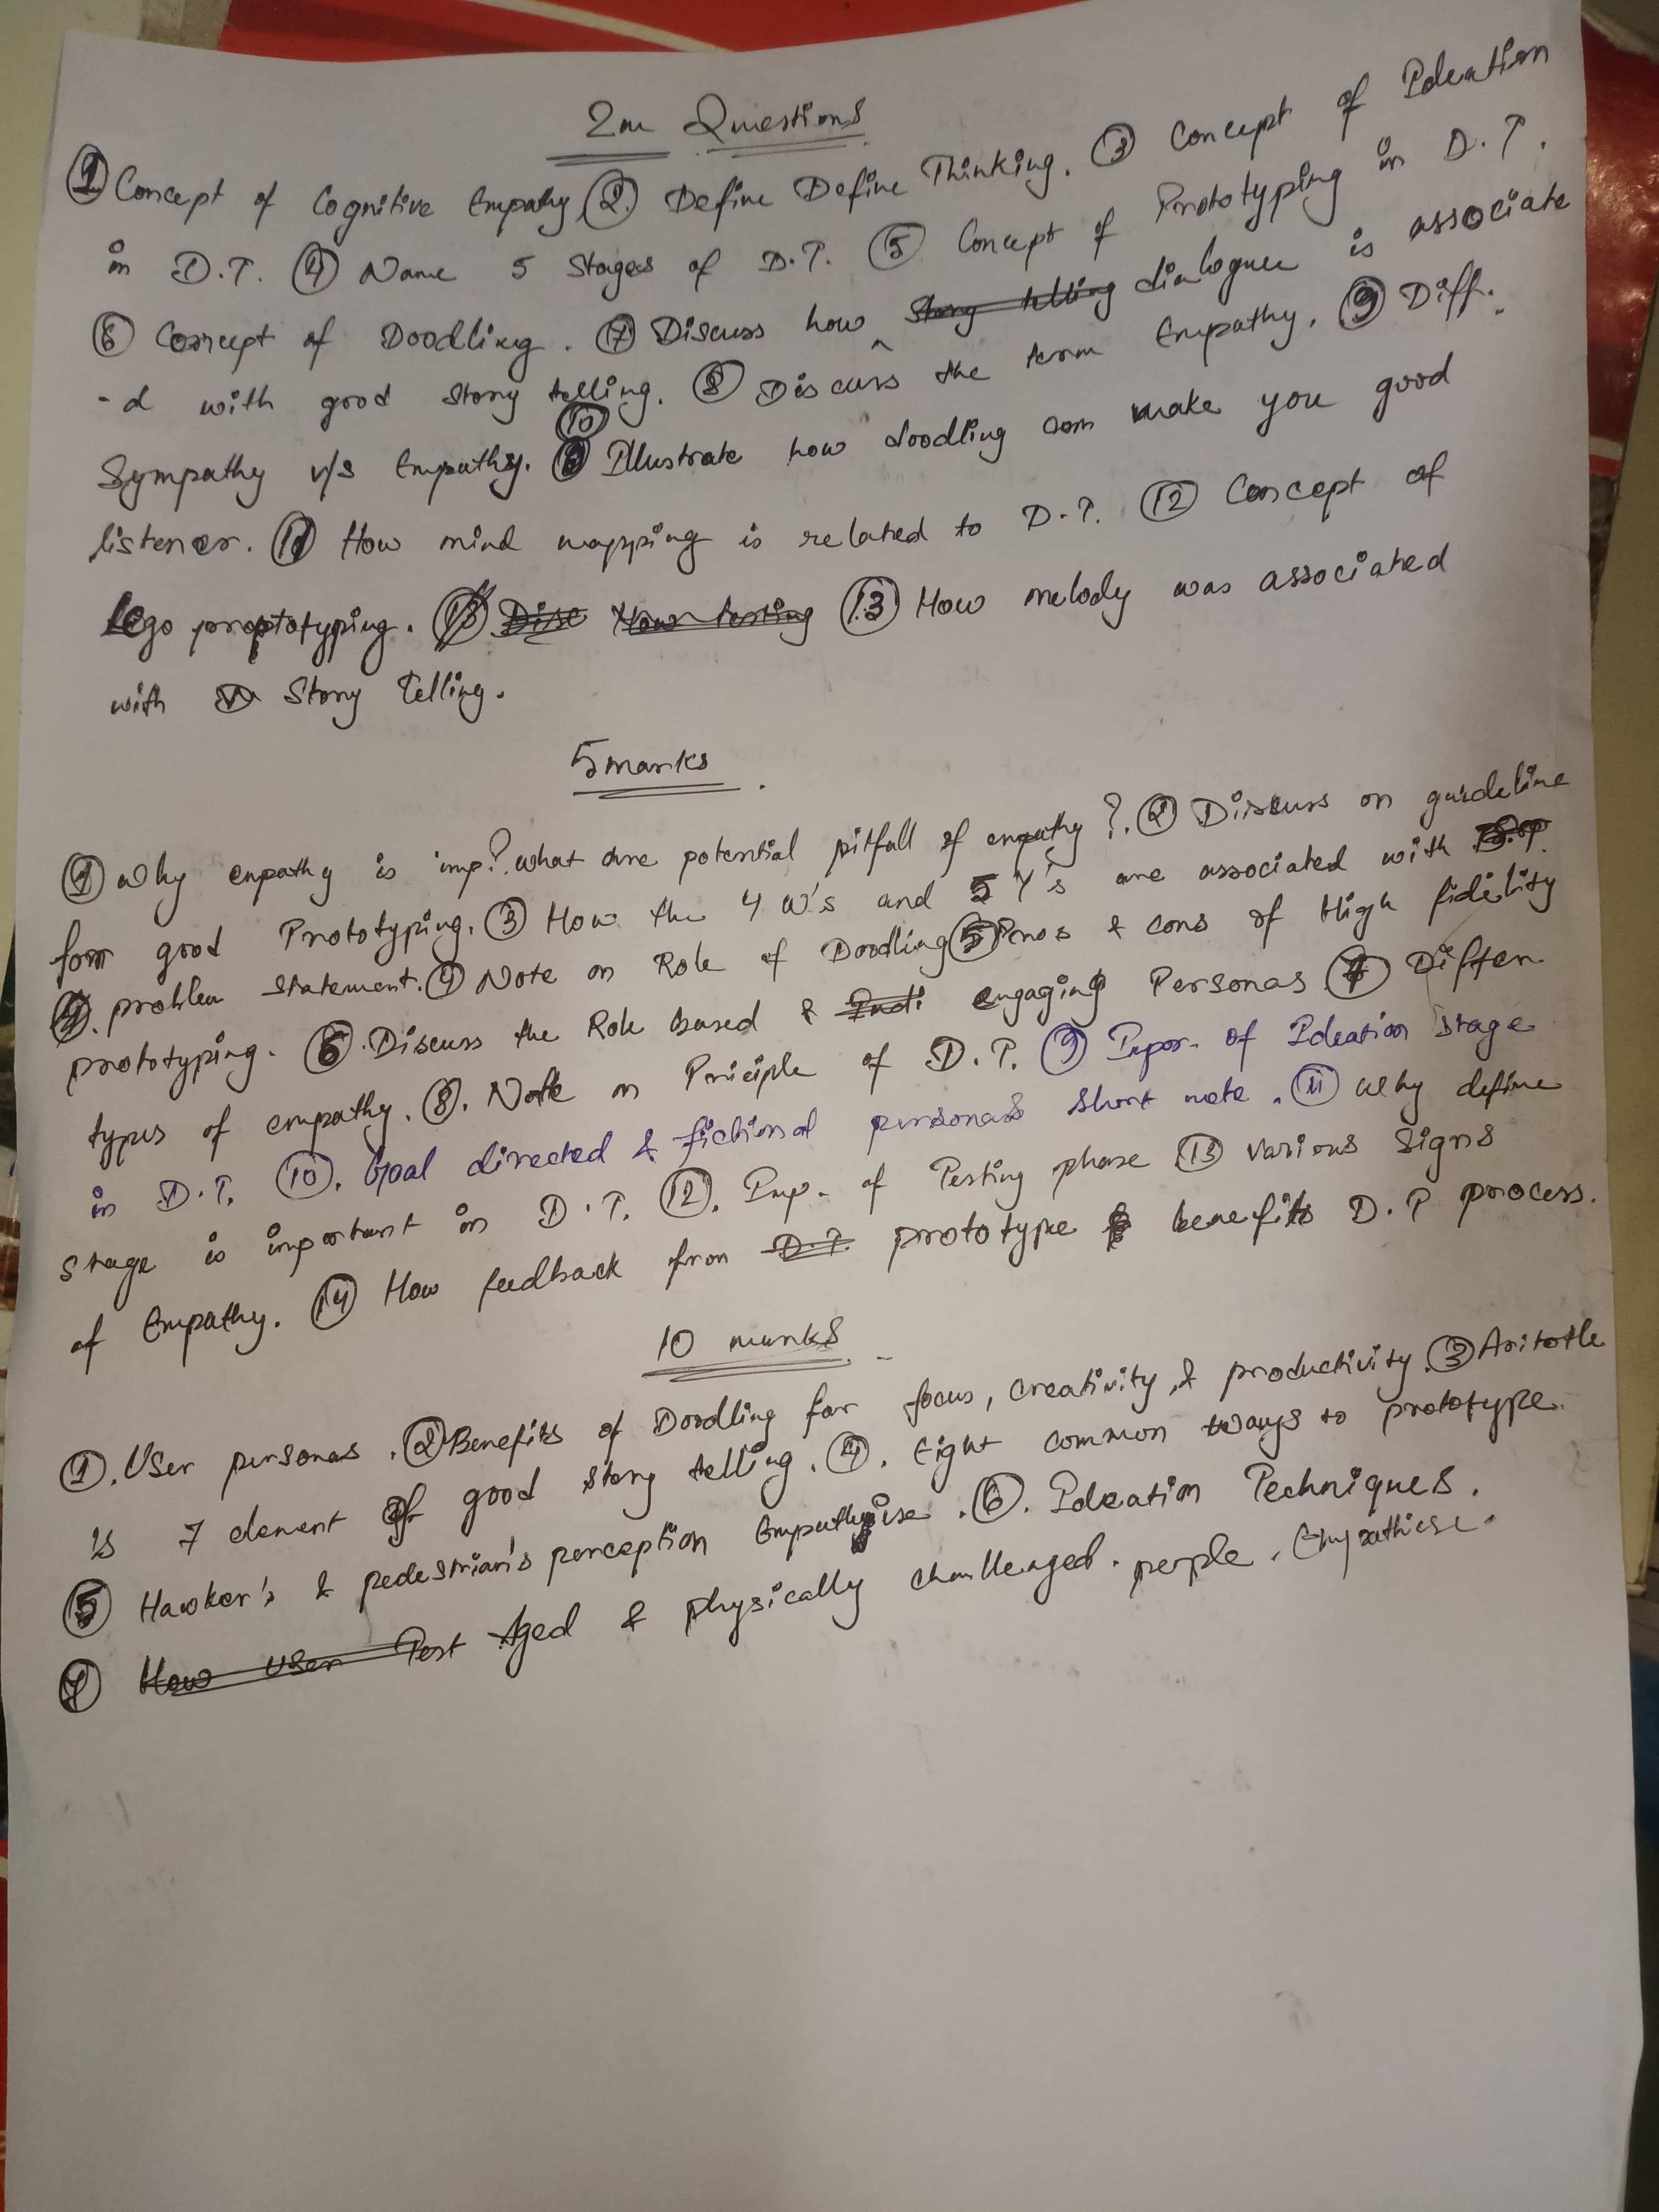 2m Questions
① Concept of Cognitive Empathy ②. Define Define Thinking. ③ Concept of Ideation
in D.T. ④ Name 5 Stages of D.T. ⑤ Concept of Prototyping in D.T.
⑥ Concept of Doodling. ⑦ Discuss how Story telling dialogue is associate
-d with good story telling. ⑧ Discuss the term Empathy. ⑨ Diff.
Sympathy v/s Empathy. ⑩ Illustrate how doodling can make you good
listener. ⑪ How mind mapping is related to D.T. ⑫ Concept of
Lego prototyping. ⑬ Disc How testing ⑬ How melody was associated
with Story Telling.
5 marks
① Why empathy is imp? what are potential pitfall of empathy?. ② Discuss on guideline
for good Prototyping. ③ How the 4 W's and 5 Y's are associated with
problem statement. ④ Note on Role of Doodling ⑤ Pros & cons of High fidelity
prototyping. ⑥. Discuss the Role based & engaging Personas ⑦ Differ
types of empathy. ⑧. Note on Priciple of D.T. ⑨ Impor. of Ideation stage
in D.T. ⑩. Goal directed & fictional personas short note. ⑪ Why define
stage is important in D.T. ⑫. Imp. of Testing phase ⑬ various Signs
of Empathy. ⑭ How feedback from D.T. prototype benefits D.T process.
10 marks
①. User personas. ② Benefits of Doodling for focus, creativity, & productivity. ③ Aritotle
is 7 element of good story telling. ④. Eight common ways to prototype.
⑤ Hawker's & pedestrian's perception Empathyise. ⑥. Ideation Techniques.
⑦ How User Test Aged & physically challenged. people. Empathiese.